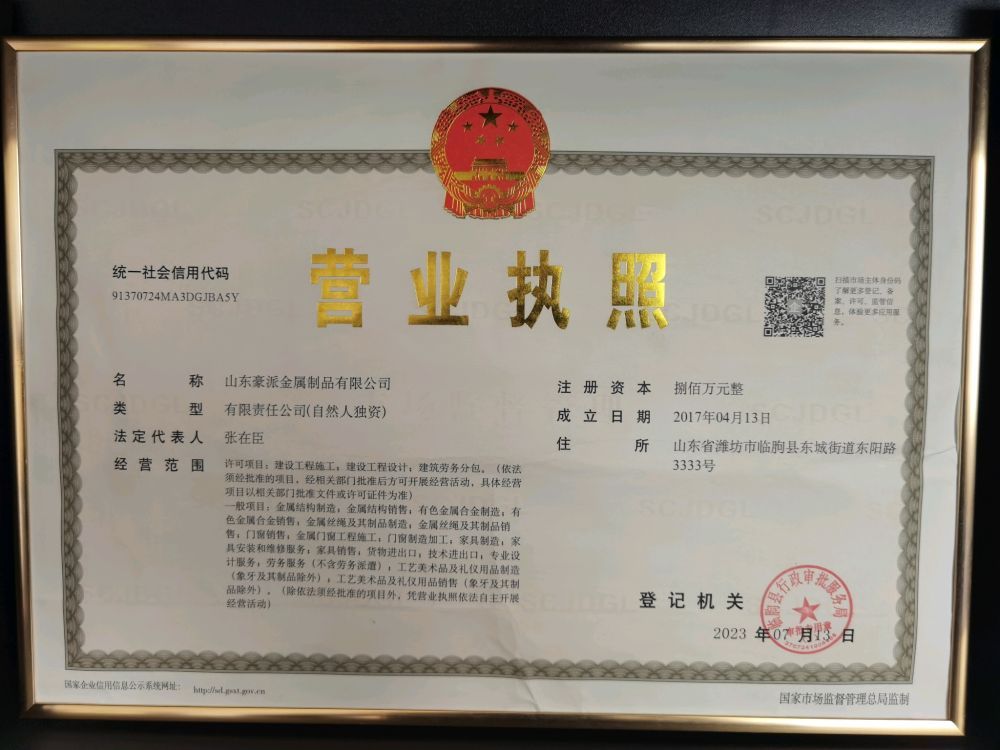 营业执照
统一社会信用代码
91370724MA3DGJBA5Y
扫描市场主体身份码
了解更多登记、备
案、许可、监管信
息，体验更多应用服
务。
名称 山东豪派金属制品有限公司
类型 有限责任公司(自然人独资)
法定代表人 张在臣
经营范围 许可项目：建设工程施工；建设工程设计；建筑劳务分包。（依法
须经批准的项目，经相关部门批准后方可开展经营活动，具体经营
项目以相关部门批准文件或许可证件为准）
一般项目：金属结构制造；金属结构销售；有色金属合金制造；有
色金属合金销售；金属丝绳及其制品制造；金属丝绳及其制品销
售；门窗销售；金属门窗工程施工；门窗制造加工；家具制造；家
具安装和维修服务；家具销售；货物进出口；技术进出口；专业设
计服务；劳务服务（不含劳务派遣）；工艺美术品及礼仪用品制造
（象牙及其制品除外）；工艺美术品及礼仪用品销售（象牙及其制
品除外）。（除依法须经批准的项目外，凭营业执照依法自主开展
经营活动）
注册资本 捌佰万元整
成立日期 2017年04月13日
住所 山东省潍坊市临朐县东城街道东阳路
3333号
登记机关
临朐县行政审批服务局
2023 年 07 月 13 日
国家企业信用信息公示系统网址： http://sd.gsxt.gov.cn
国家市场监督管理总局监制